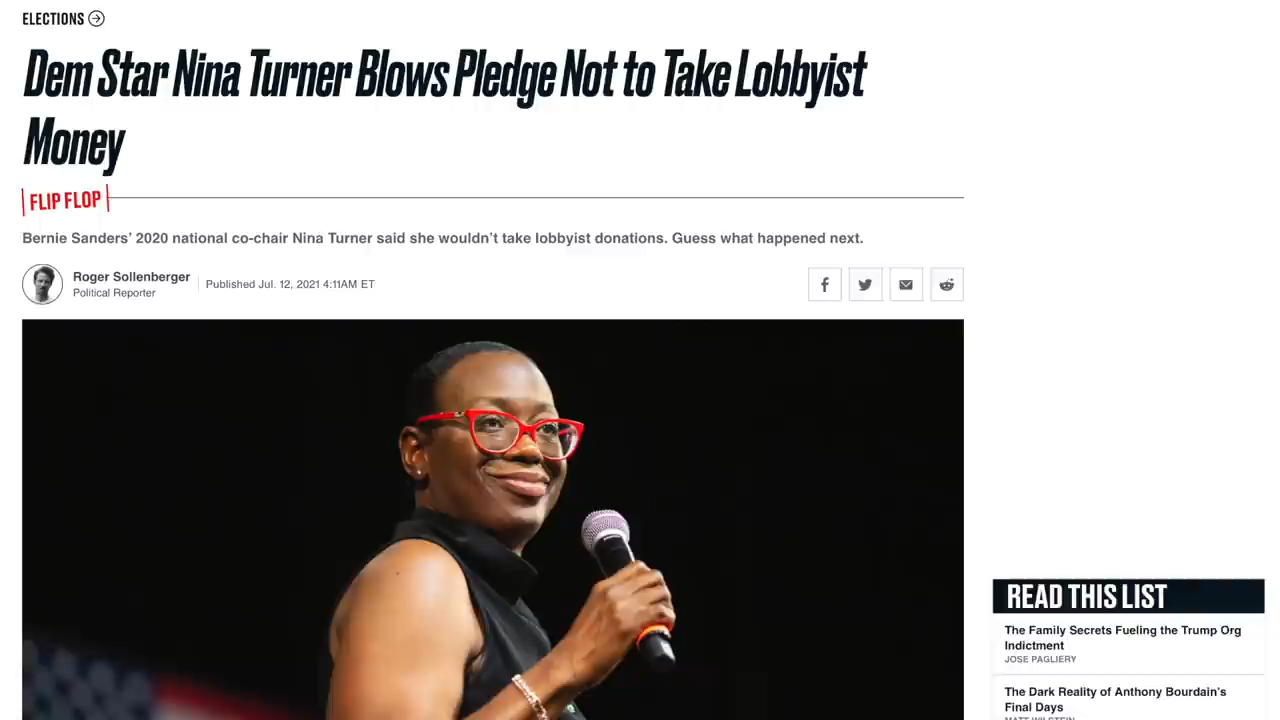 ELECTIONS
Dem Star Nina Turner Blows Pledge Not to Take Lobbyist
Money
FLIP FLOP
Bernie Sanders’ 2020 national co-chair Nina Turner said she wouldn’t take lobbyist donations. Guess what happened next.
Roger Sollenberger
Political Reporter
Published Jul. 12, 2021 4:11AM ET
READ THIS LIST
The Family Secrets Fueling the Trump Org
Indictment
JOSE PAGLIERY
The Dark Reality of Anthony Bourdain’s
Final Days